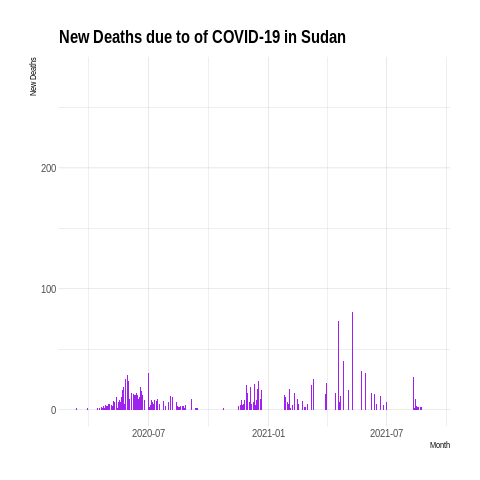 New Deaths due to of COVID-19 in Sudan
New Deaths
200
100
0
2020-07 2021-01 2021-07
Month